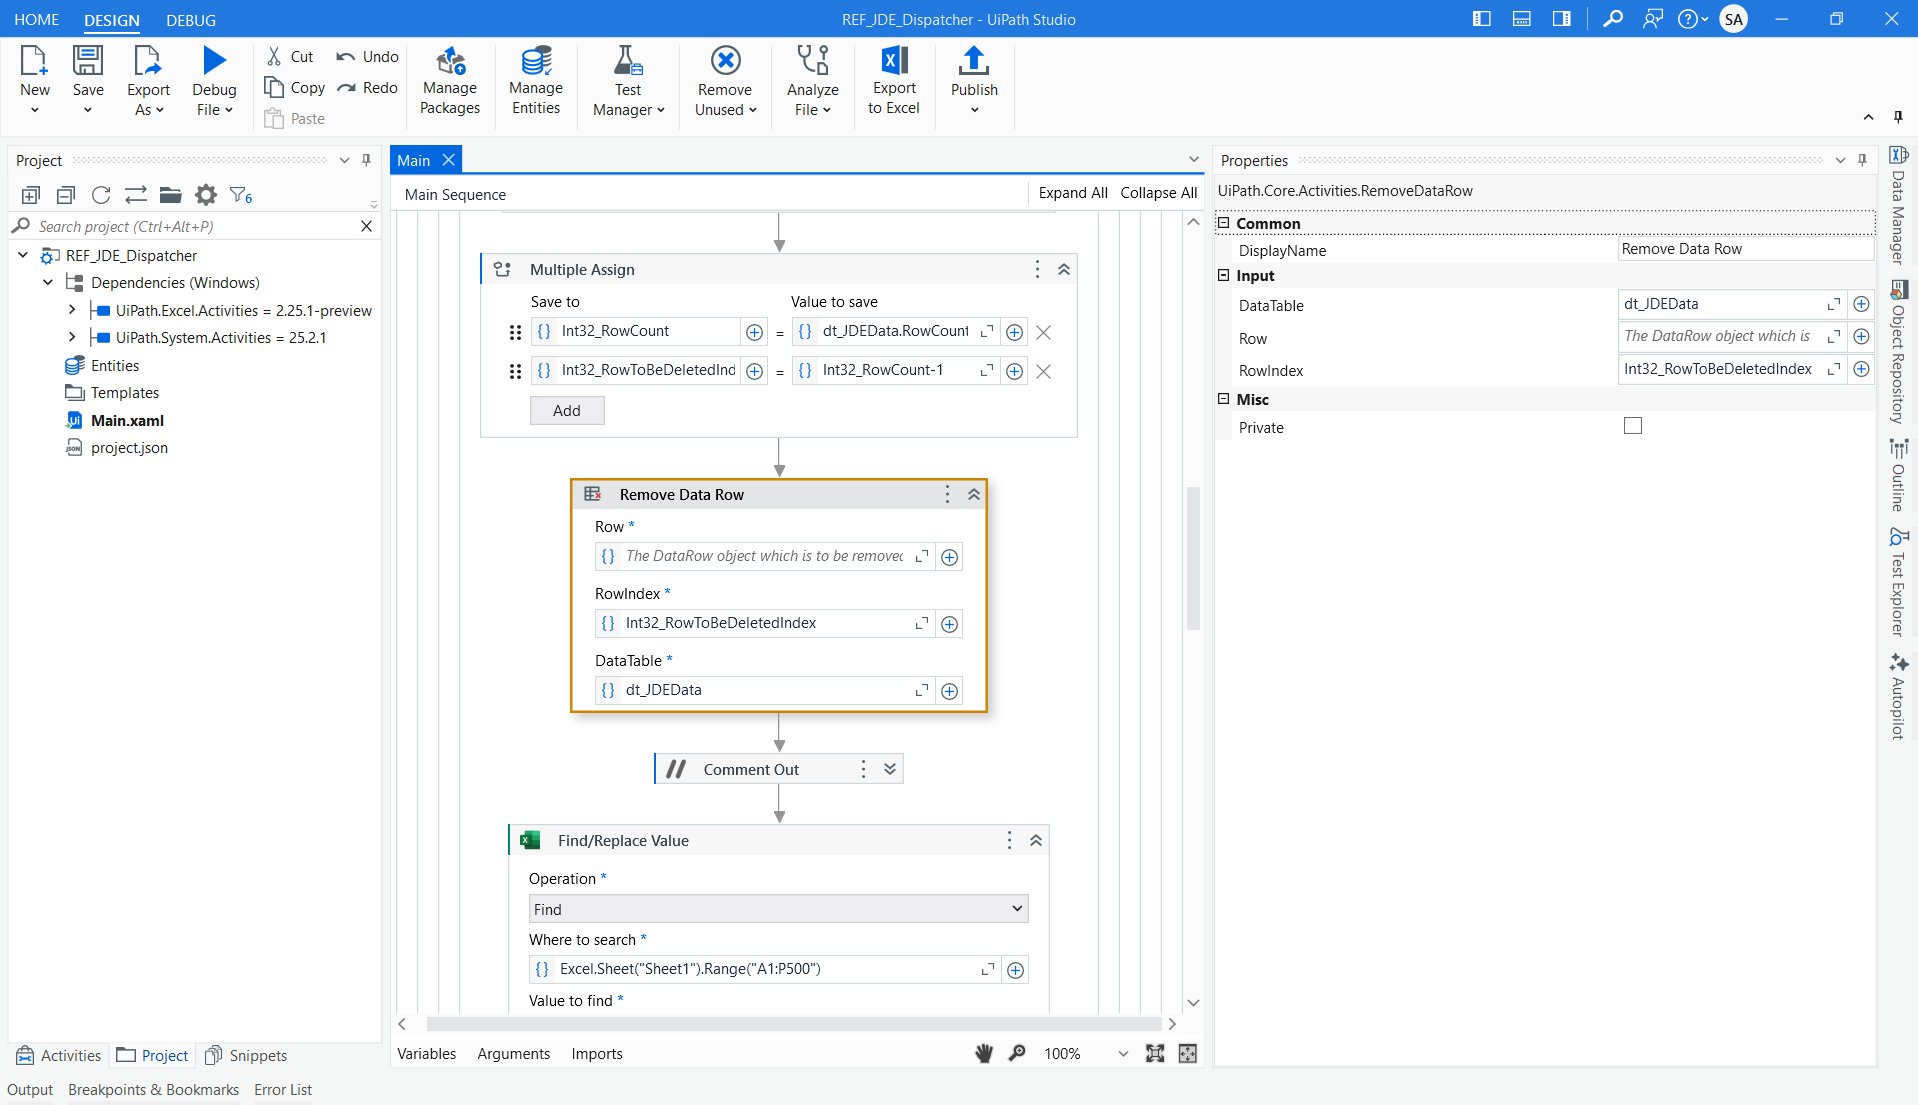 HOME DESIGN DEBUG
REF_JDE_Dispatcher - UiPath Studio
SA
New
Save
Export As
Debug File
Cut
Copy
Paste
Undo
Redo
Manage Packages
Manage Entities
Test Manager
Remove Unused
Analyze File
Export to Excel
Publish
Project
6
Search project (Ctrl+Alt+P)
REF_JDE_Dispatcher
Dependencies (Windows)
UiPath.Excel.Activities = 2.25.1-preview
UiPath.System.Activities = 25.2.1
Entities
Templates
Main.xaml
project.json
Activities Project Snippets
Output Breakpoints & Bookmarks Error List
Main
Main Sequence
Expand All Collapse All
Multiple Assign
Save to Value to save
Int32_RowCount = dt_JDEData.RowCount
Int32_RowToBeDeletedInd = Int32_RowCount-1
Add
Remove Data Row
Row *
The DataRow object which is to be removed
RowIndex *
Int32_RowToBeDeletedIndex
DataTable *
dt_JDEData
Comment Out
Find/Replace Value
Operation *
Find
Where to search *
Excel.Sheet("Sheet1").Range("A1:P500")
Value to find *
Variables Arguments Imports
100%
Properties
UiPath.Core.Activities.RemoveDataRow
Common
DisplayName Remove Data Row
Input
DataTable dt_JDEData
Row The DataRow object which is
RowIndex Int32_RowToBeDeletedIndex
Misc
Private
Data Manager
Object Repository
Outline
Test Explorer
Autopilot